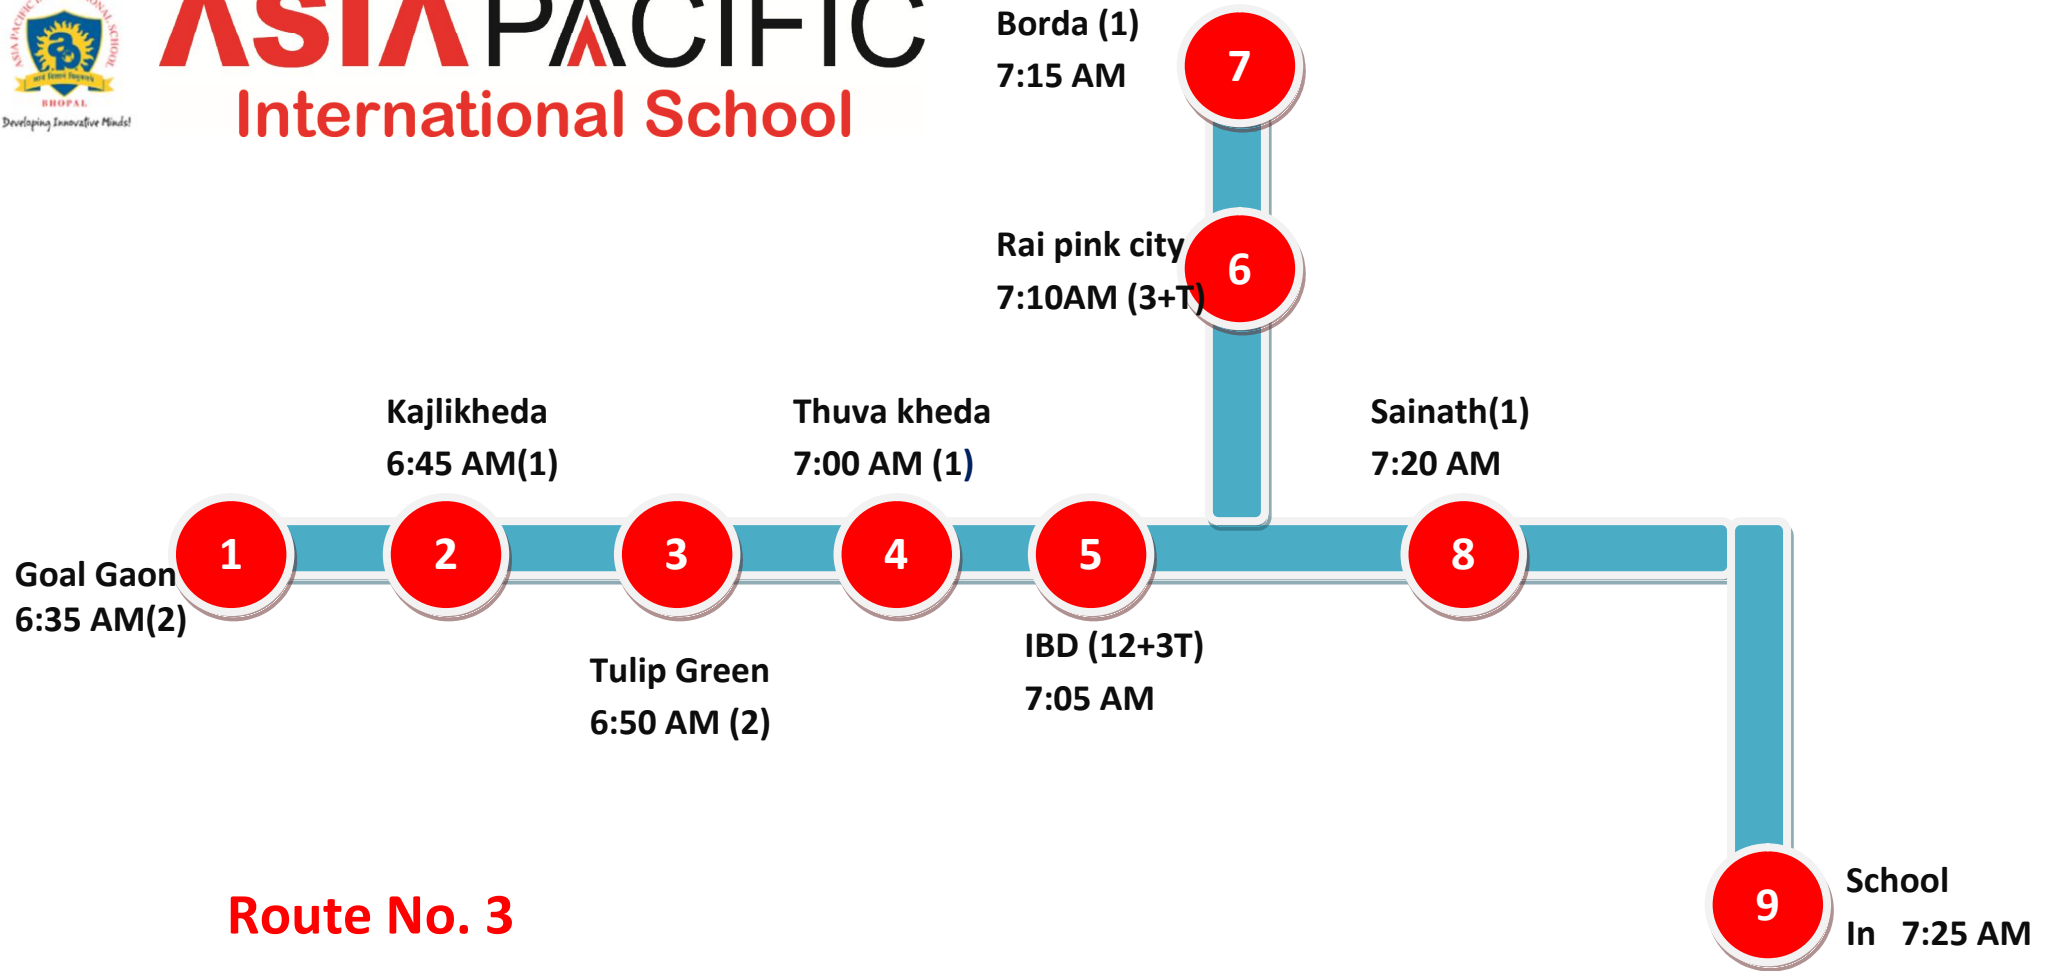 ASIA PACIFIC
International School
BHOPAL
Developing Innovative Minds!
Borda (1)
7:15 AM
7
Rai pink city
7:10AM (3+T)
6
Kajlikheda
6:45 AM(1)
Thuva kheda
7:00 AM (1)
Sainath(1)
7:20 AM
1
2
3
4
5
8
Goal Gaon
6:35 AM(2)
Tulip Green
6:50 AM (2)
IBD (12+3T)
7:05 AM
9
School
In 7:25 AM
Route No. 3